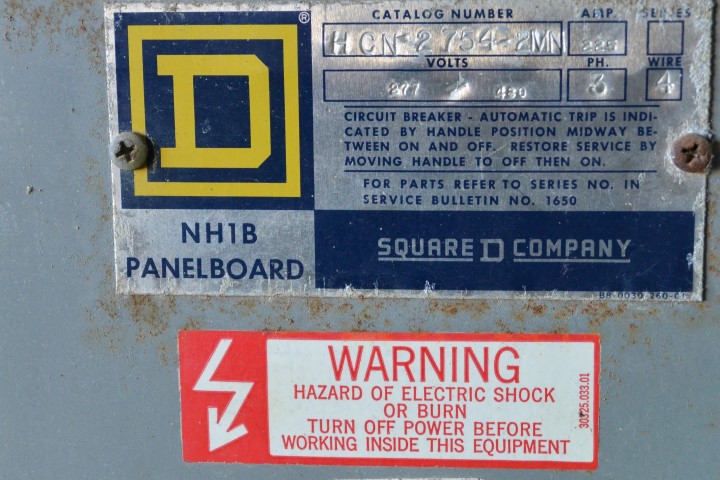 D ®
CATALOG NUMBER AMP. SERIES
HCN-2754-2MN 225
VOLTS PH. WIRE
277 480 3 4
CIRCUIT BREAKER - AUTOMATIC TRIP IS INDI-
CATED BY HANDLE POSITION MIDWAY BE-
TWEEN ON AND OFF. RESTORE SERVICE BY
MOVING HANDLE TO OFF THEN ON.
FOR PARTS REFER TO SERIES NO. IN
SERVICE BULLETIN NO. 1650
NH1B
PANELBOARD
SQUARE D COMPANY
WARNING
HAZARD OF ELECTRIC SHOCK
OR BURN
TURN OFF POWER BEFORE
WORKING INSIDE THIS EQUIPMENT